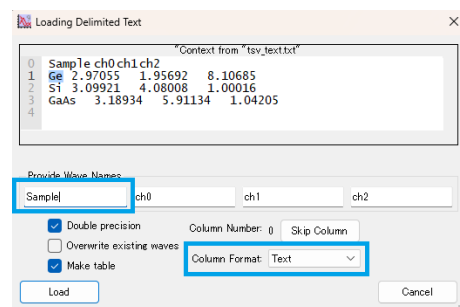 Loading Delimited Text
"Context from "tsv_text.txt"
0 Sample ch0 ch1 ch2
1 Ge 2.97055 1.95692 8.10685
2 Si 3.09921 4.08008 1.00016
3 GaAs 3.18934 5.91134 1.04205
4
Provide Wave Names
Sample ch0 ch1 ch2
Double precision Column Number: 0 Skip Column
Overwrite existing waves
Column Format: Text
Make table
Load Cancel